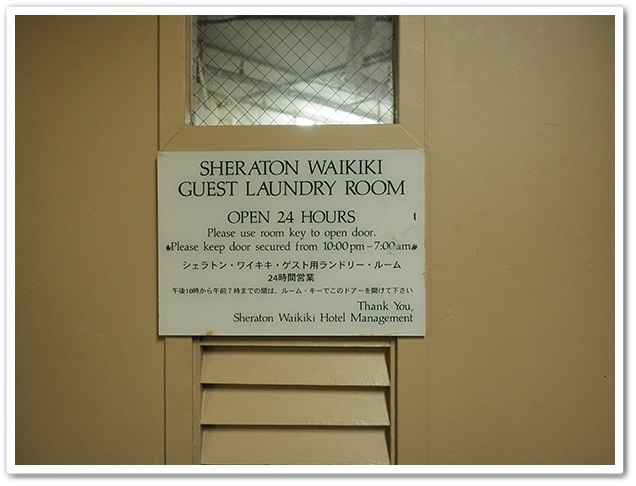 SHERATON WAIKIKI
GUEST LAUNDRY ROOM
OPEN 24 HOURS
Please use room key to open door.
*Please keep door secured from 10:00pm – 7:00am*
シェラトン・ワイキキ・ゲスト用ランドリー・ルーム
24時間営業
午後10時から午前7時までの間は、ルーム・キーでこのドアーを開けて下さい
Thank You,
Sheraton Waikiki Hotel Management